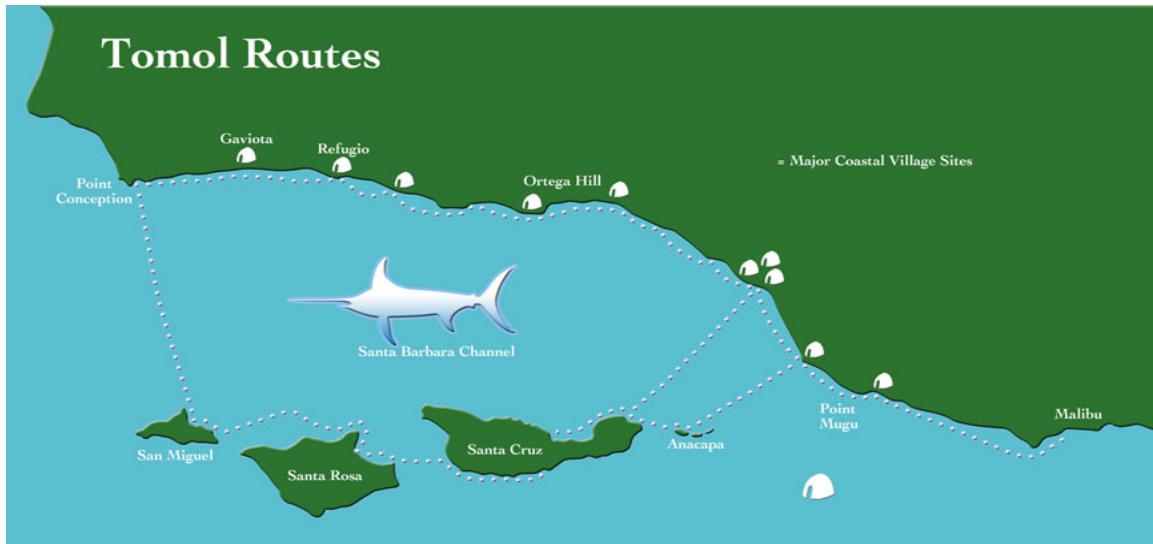 Tomol Routes
Gaviota
Refugio
= Major Coastal Village Sites
Ortega Hill
Point
Conception
Santa Barbara Channel
Point
Mugu
Malibu
San Miguel
Santa Rosa
Santa Cruz
Anacapa